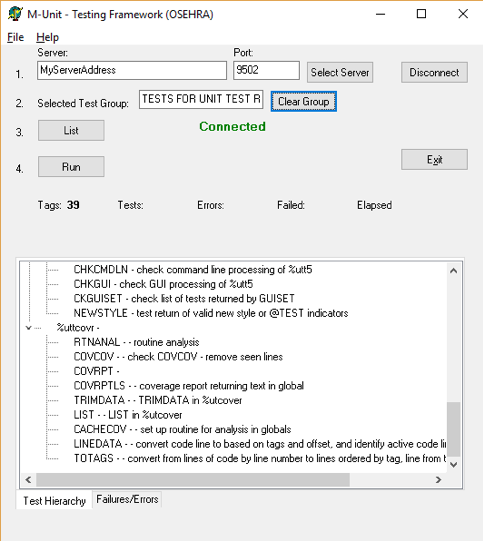 M-Unit - Testing Framework (OSEHRA)
File Help
Server: Port:
1. MyServerAddress 9502 Select Server Disconnect
2. Selected Test Group: TESTS FOR UNIT TEST R Clear Group
3. List Connected
4. Run Exit
Tags: 39 Tests: Errors: Failed: Elapsed
CHKCMDLN - check command line processing of %utt5
CHKGUI - check GUI processing of %utt5
CKGUISET - check list of tests returned by GUISET
NEWSTYLE - test return of valid new style or @TEST indicators
%uttcovr -
RTNANAL - - routine analysis
COVCOV - - check COVCOV - remove seen lines
COVRPT -
COVRPTLS - - coverage report returning text in global
TRIMDATA - - TRIMDATA in %utcover
LIST - - LIST in %utcover
CACHECOV - - set up routine for analysis in globals
LINEDATA - - convert code line to based on tags and offset, and identify active code li
TOTAGS - - convert from lines of code by line number to lines ordered by tag, line from t
Test Hierarchy Failures/Errors